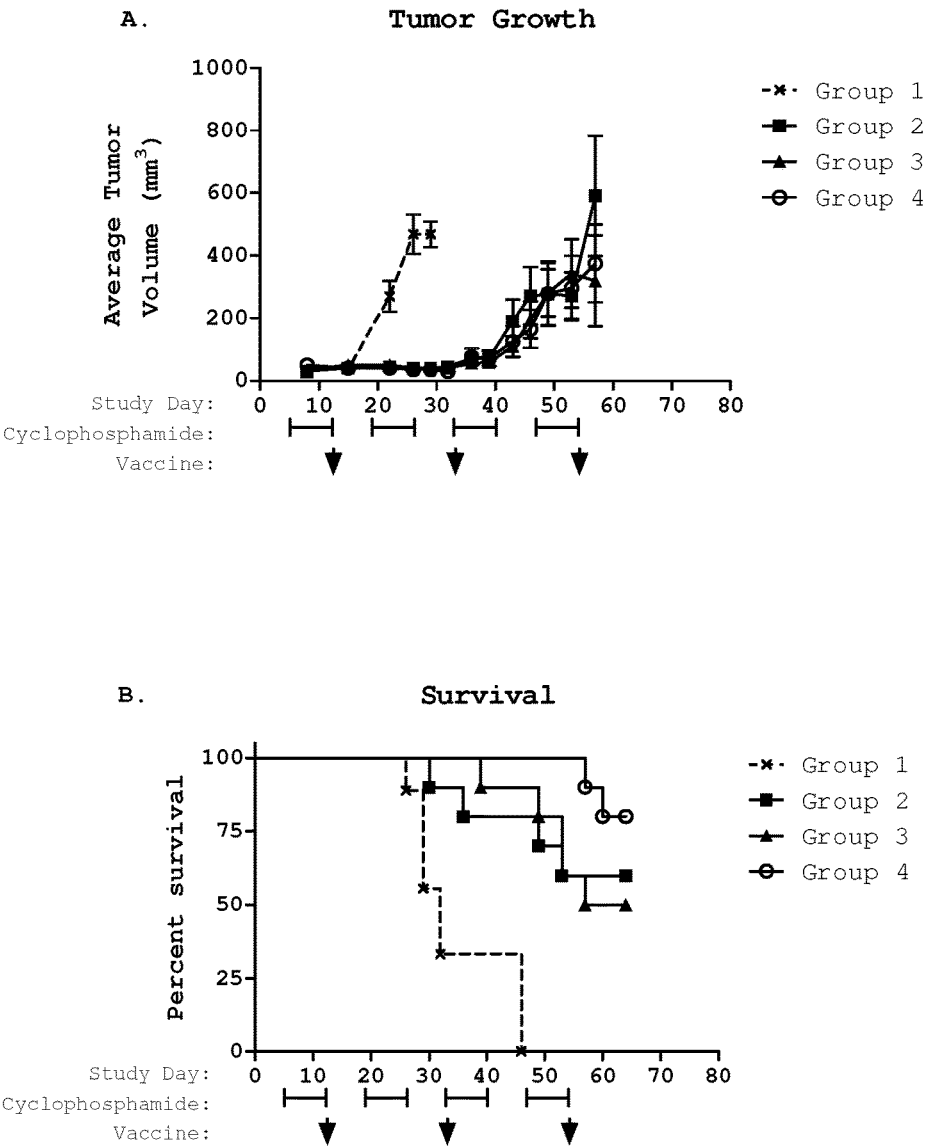 A. Tumor Growth
1000
800
600
400
200
0
Average Tumor
Volume (mm³)
Group 1
Group 2
Group 3
Group 4
Study Day: 0 10 20 30 40 50 60 70 80
Cyclophosphamide:
Vaccine:
B. Survival
100
75
50
25
0
Percent survival
Group 1
Group 2
Group 3
Group 4
Study Day: 0 10 20 30 40 50 60 70 80
Cyclophosphamide:
Vaccine: